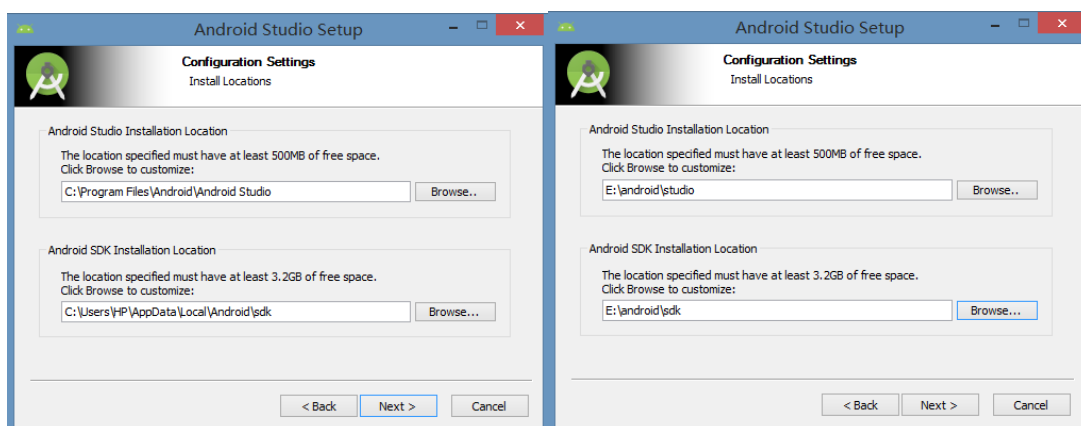 Android Studio Setup
Configuration Settings
Install Locations
Android Studio Installation Location
The location specified must have at least 500MB of free space.
Click Browse to customize:
C:\Program Files\Android\Android Studio
Browse..
Android SDK Installation Location
The location specified must have at least 3.2GB of free space.
Click Browse to customize:
C:\Users\HP\AppData\Local\Android\sdk
Browse...
< Back
Next >
Cancel
Android Studio Setup
Configuration Settings
Install Locations
Android Studio Installation Location
The location specified must have at least 500MB of free space.
Click Browse to customize:
E:\android\studio
Browse..
Android SDK Installation Location
The location specified must have at least 3.2GB of free space.
Click Browse to customize:
E:\android\sdk
Browse...
< Back
Next >
Cancel